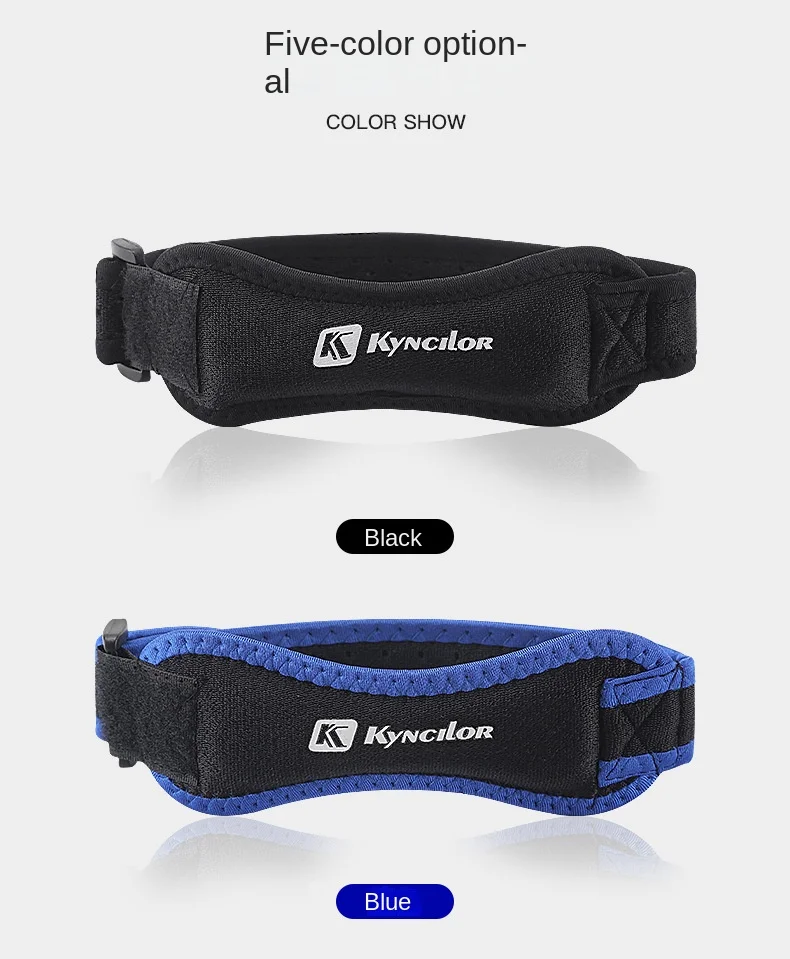 Five-color option-
al
COLOR SHOW
K KYNCILOR
Black
K KYNCILOR
Blue